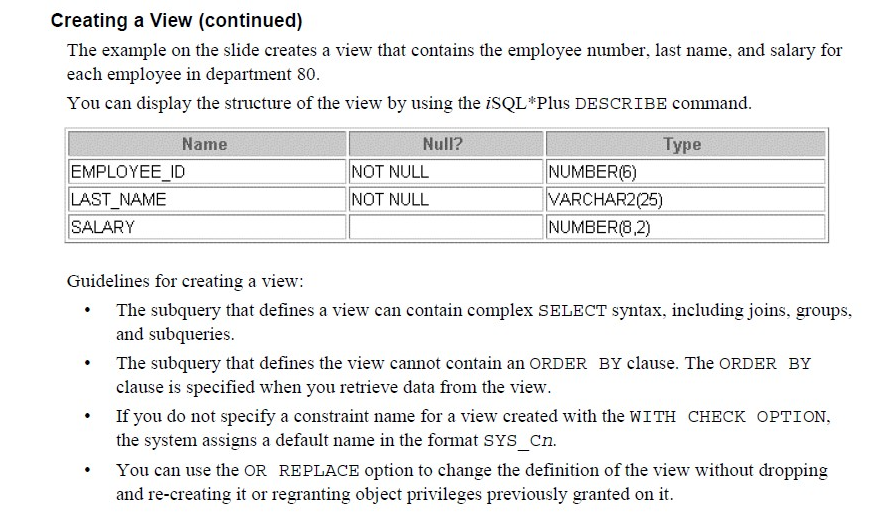 Creating a View (continued)
The example on the slide creates a view that contains the employee number, last name, and salary for
each employee in department 80.
You can display the structure of the view by using the iSQL*Plus DESCRIBE command.
Name Null? Type
EMPLOYEE_ID NOT NULL NUMBER(6)
LAST_NAME NOT NULL VARCHAR2(25)
SALARY NUMBER(8,2)
Guidelines for creating a view:
• The subquery that defines a view can contain complex SELECT syntax, including joins, groups,
and subqueries.
• The subquery that defines the view cannot contain an ORDER BY clause. The ORDER BY
clause is specified when you retrieve data from the view.
• If you do not specify a constraint name for a view created with the WITH CHECK OPTION,
the system assigns a default name in the format SYS_Cn.
• You can use the OR REPLACE option to change the definition of the view without dropping
and re-creating it or regranting object privileges previously granted on it.